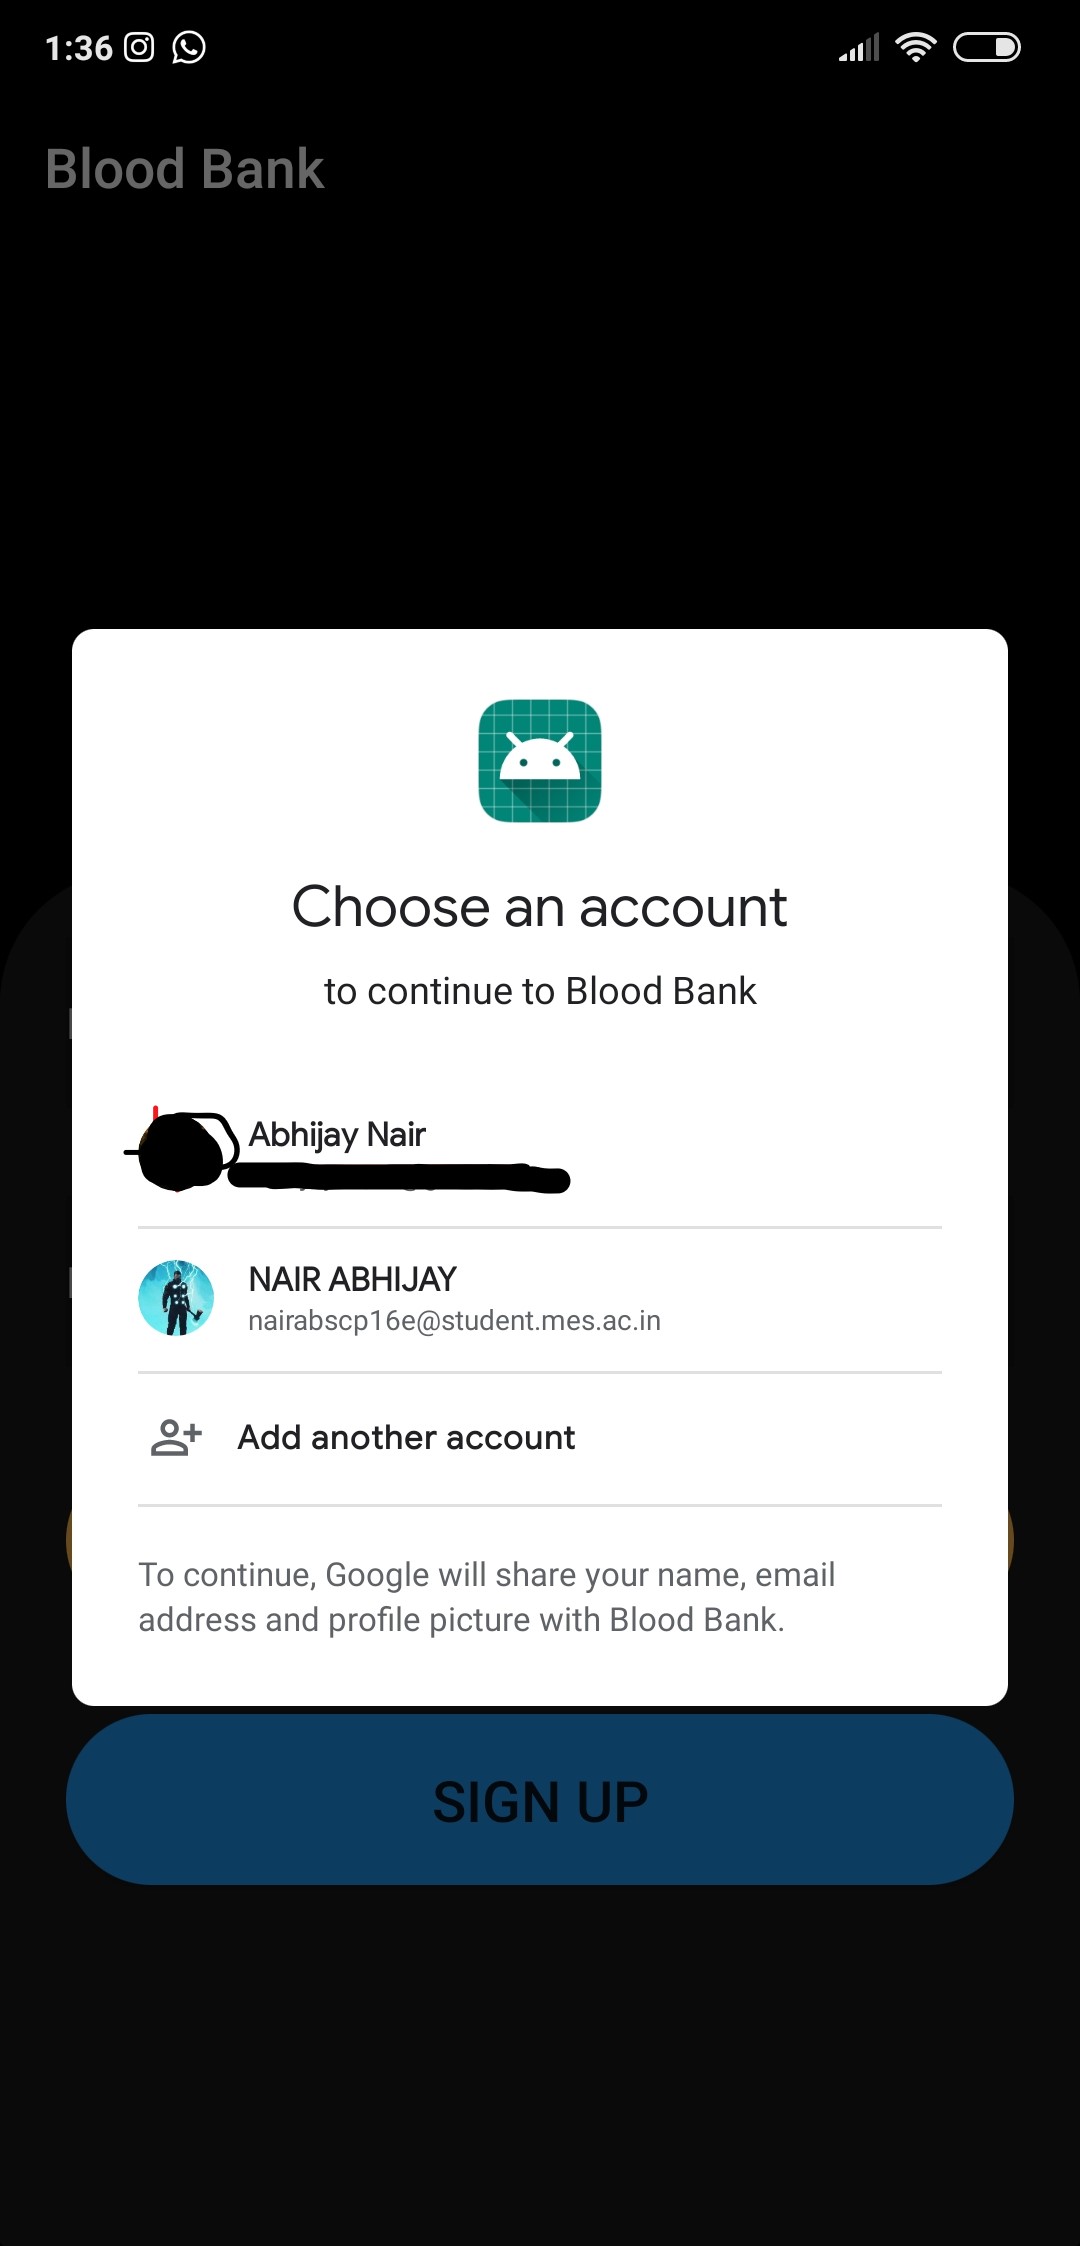 1:36
Blood Bank
Choose an account
to continue to Blood Bank
Abhijay Nair
NAIR ABHIJAY
nairabscp16e@student.mes.ac.in
Add another account
To continue, Google will share your name, email
address and profile picture with Blood Bank.
SIGN UP